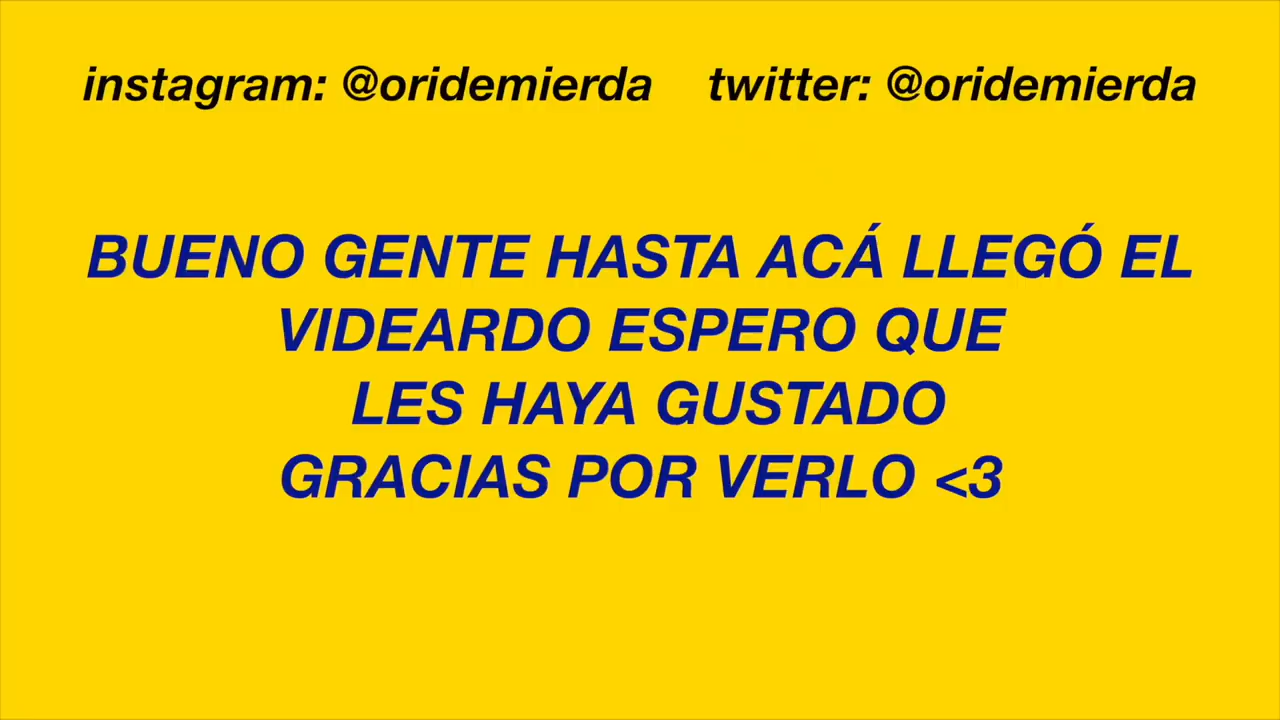 instagram: @oridemierda twitter: @oridemierda
BUENO GENTE HASTA ACÁ LLEGÓ EL
VIDEARDO ESPERO QUE
LES HAYA GUSTADO
GRACIAS POR VERLO <3